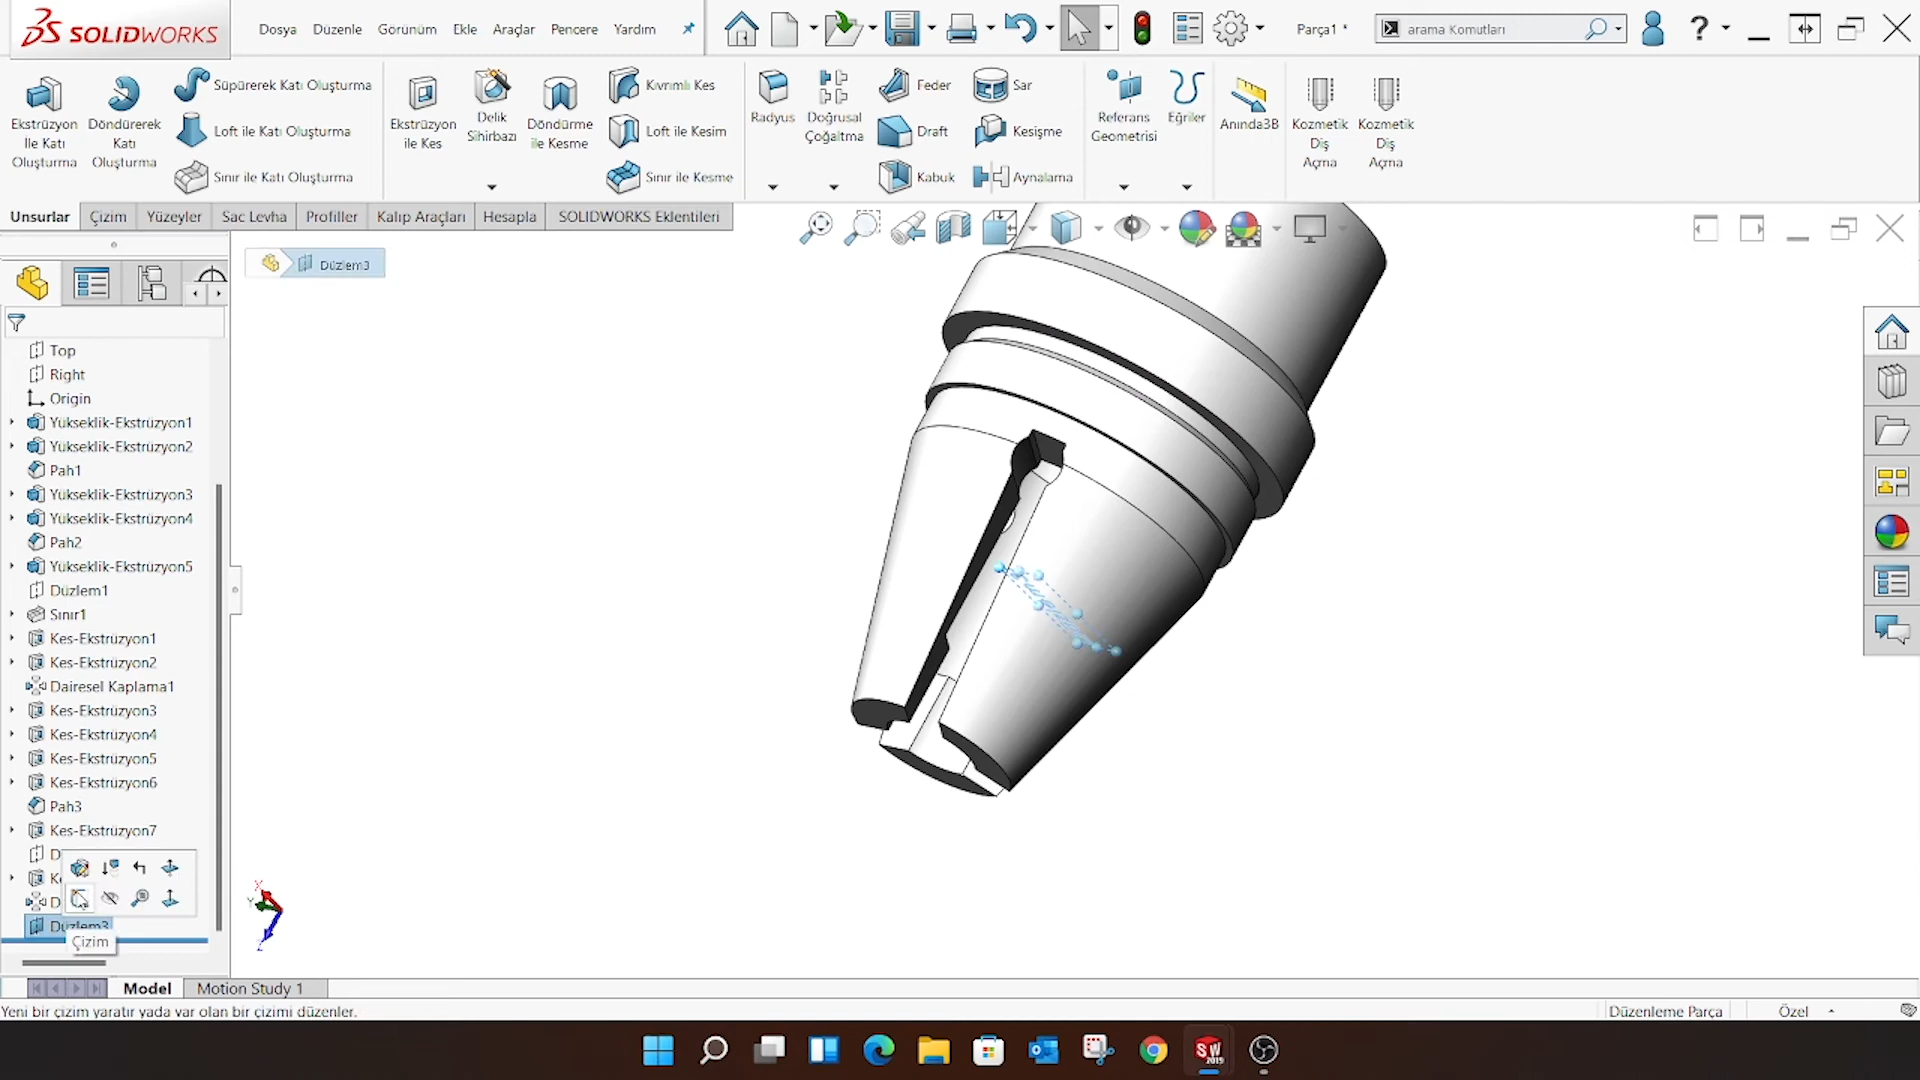 SOLIDWORKS
Dosya Düzenle Görünüm Ekle Araçlar Pencere Yardım
Parça1 *
arama Komutları
Ekstrüzyon İle Katı Oluşturma
Döndürerek Katı Oluşturma
Süpürerek Katı Oluşturma
Loft ile Katı Oluşturma
Sınır ile Katı Oluşturma
Ekstrüzyon ile Kes
Delik Sihirbazı
Döndürme ile Kesme
Kıvrımlı Kes
Loft ile Kesim
Sınır ile Kesme
Radyus
Doğrusal Çoğaltma
Feder
Draft
Kabuk
Sar
Kesişme
Aynalama
Referans Geometrisi
Eğriler
Anında3B
Kozmetik Diş Açma
Kozmetik Diş Açma
Unsurlar Çizim Yüzeyler Sac Levha Profiller Kalıp Araçları Hesapla SOLIDWORKS Eklentileri
Düzlem3
Top
Right
Origin
Yükseklik-Ekstrüzyon1
Yükseklik-Ekstrüzyon2
Pah1
Yükseklik-Ekstrüzyon3
Yükseklik-Ekstrüzyon4
Pah2
Yükseklik-Ekstrüzyon5
Düzlem1
Sınır1
Kes-Ekstrüzyon1
Kes-Ekstrüzyon2
Dairesel Kaplama1
Kes-Ekstrüzyon3
Kes-Ekstrüzyon4
Kes-Ekstrüzyon5
Kes-Ekstrüzyon6
Pah3
Kes-Ekstrüzyon7
Düzlem3
Çizim
X
Y
Z
Model Motion Study 1
Yeni bir çizim yaratır yada var olan bir çizimi düzenler.
Düzenleme Parça Özel
SW 2019